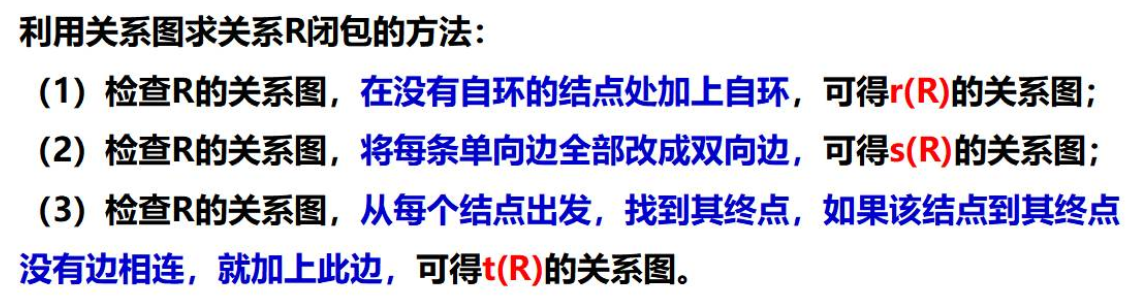 利用关系图求关系R闭包的方法：
（1）检查R的关系图，在没有自环的结点处加上自环，可得r(R)的关系图；
（2）检查R的关系图，将每条单向边全部改成双向边，可得s(R)的关系图；
（3）检查R的关系图，从每个结点出发，找到其终点，如果该结点到其终点
没有边相连，就加上此边，可得t(R)的关系图。